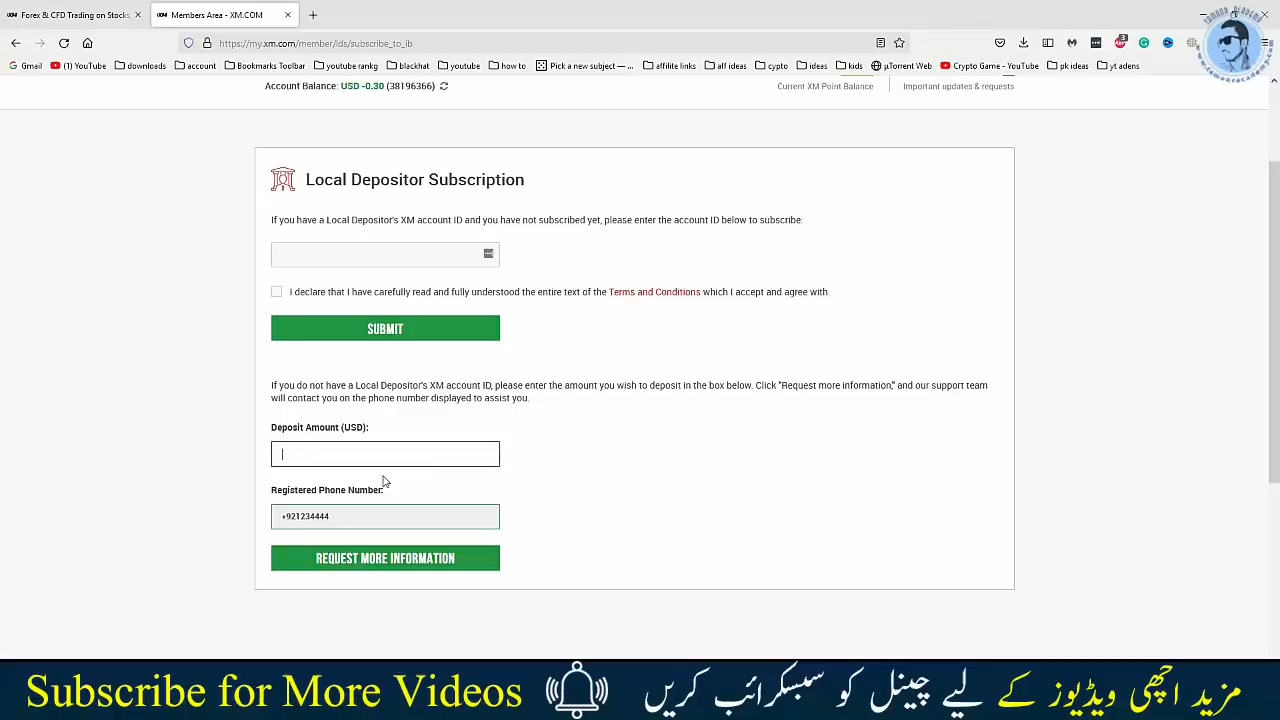 Forex & CFD Trading on Stocks,
Members Area - XM.COM
https://my.xm.com/member/lds/subscribe_to_ib
Gmail
(1) YouTube
downloads
account
Bookmarks Toolbar
youtube rankg
blackhat
youtube
how to
Pick a new subject — ...
affilite links
aff ideas
cypto
ideas
kids
µTorrent Web
Crypto Game - YouTube
pk ideas
yt adens
Account Balance: USD -0.30 (38196366)
Current XM Point Balance
Important updates & requests
Local Depositor Subscription
If you have a Local Depositor's XM account ID and you have not subscribed yet, please enter the account ID below to subscribe:
I declare that I have carefully read and fully understood the entire text of the Terms and Conditions which I accept and agree with.
SUBMIT
If you do not have a Local Depositor's XM account ID, please enter the amount you wish to deposit in the box below. Click "Request more information," and our support team
will contact you on the phone number displayed to assist you.
Deposit Amount (USD):
Registered Phone Number:
+921234444
REQUEST MORE INFORMATION
Subscribe for More Videos
مزید اچھی ویڈیوز کے لیے چینل کو سبسکرائب کریں